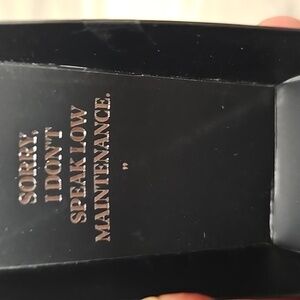 SORRY,
I DON'T
SPEAK LOW
MAINTENANCE.
"